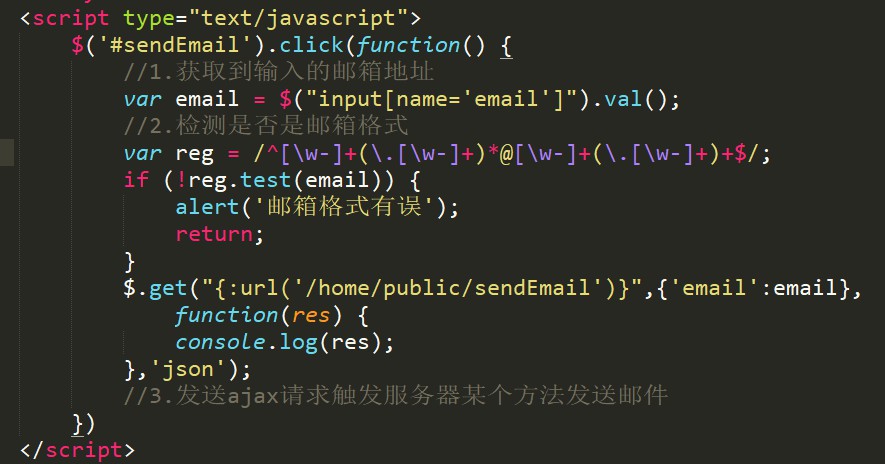 <script type="text/javascript">
$('#sendEmail').click(function() {
//1.获取到输入的邮箱地址
var email = $("input[name='email']").val();
//2.检测是否是邮箱格式
var reg = /^[\w-]+(\.[\w-]+)*@[\w-]+(\.[\w-]+)+$/;
if (!reg.test(email)) {
alert('邮箱格式有误');
return;
}
$.get("{:url('/home/public/sendEmail')}",{'email':email},
function(res) {
console.log(res);
},'json');
//3.发送ajax请求触发服务器某个方法发送邮件
})
</script>